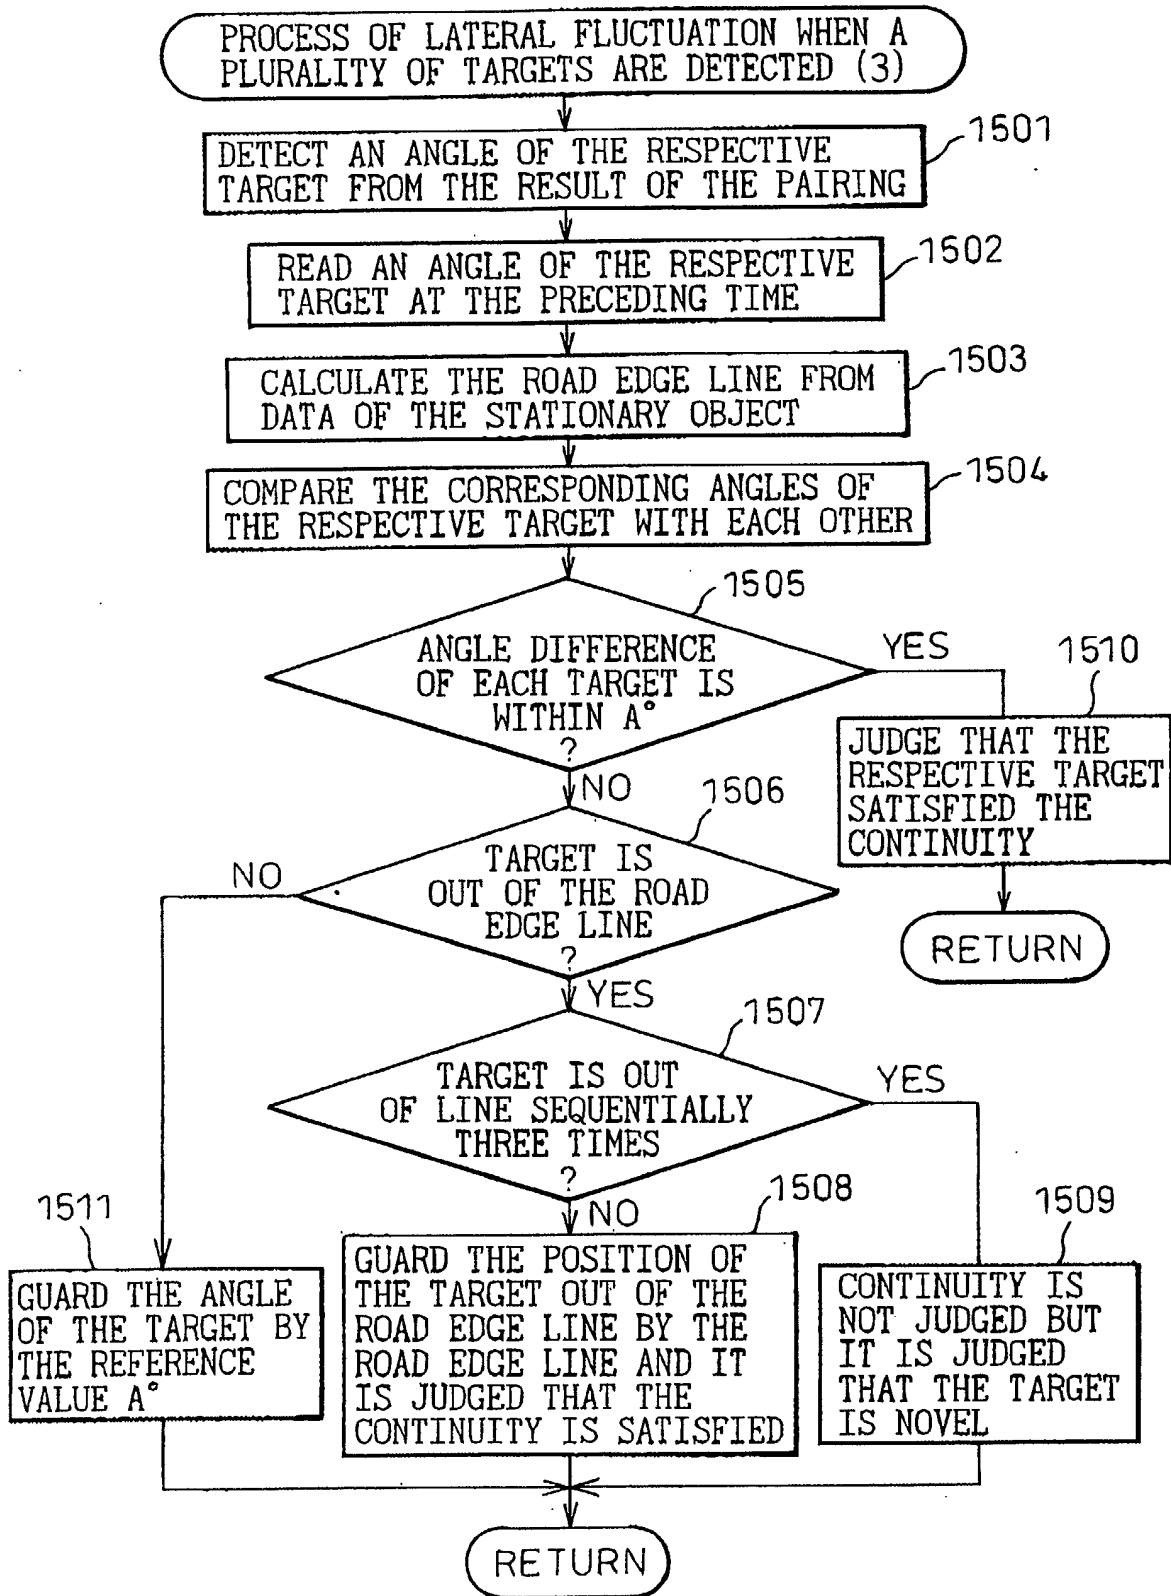 PROCESS OF LATERAL FLUCTUATION WHEN A
PLURALITY OF TARGETS ARE DETECTED (3)
1501
DETECT AN ANGLE OF THE RESPECTIVE
TARGET FROM THE RESULT OF THE PAIRING
1502
READ AN ANGLE OF THE RESPECTIVE
TARGET AT THE PRECEDING TIME
1503
CALCULATE THE ROAD EDGE LINE FROM
DATA OF THE STATIONARY OBJECT
1504
COMPARE THE CORRESPONDING ANGLES OF
THE RESPECTIVE TARGET WITH EACH OTHER
1505
ANGLE DIFFERENCE
OF EACH TARGET IS
WITHIN A°
?
YES
1510
JUDGE THAT THE
RESPECTIVE TARGET
SATISFIED THE
CONTINUITY
RETURN
NO
1506
TARGET IS
OUT OF THE ROAD
EDGE LINE
?
NO
YES
1507
TARGET IS OUT
OF LINE SEQUENTIALLY
THREE TIMES
?
YES
NO
1511
GUARD THE ANGLE
OF THE TARGET BY
THE REFERENCE
VALUE A°
1508
GUARD THE POSITION OF
THE TARGET OUT OF THE
ROAD EDGE LINE BY THE
ROAD EDGE LINE AND IT
IS JUDGED THAT THE
CONTINUITY IS SATISFIED
1509
CONTINUITY IS
NOT JUDGED BUT
IT IS JUDGED
THAT THE TARGET
IS NOVEL
RETURN